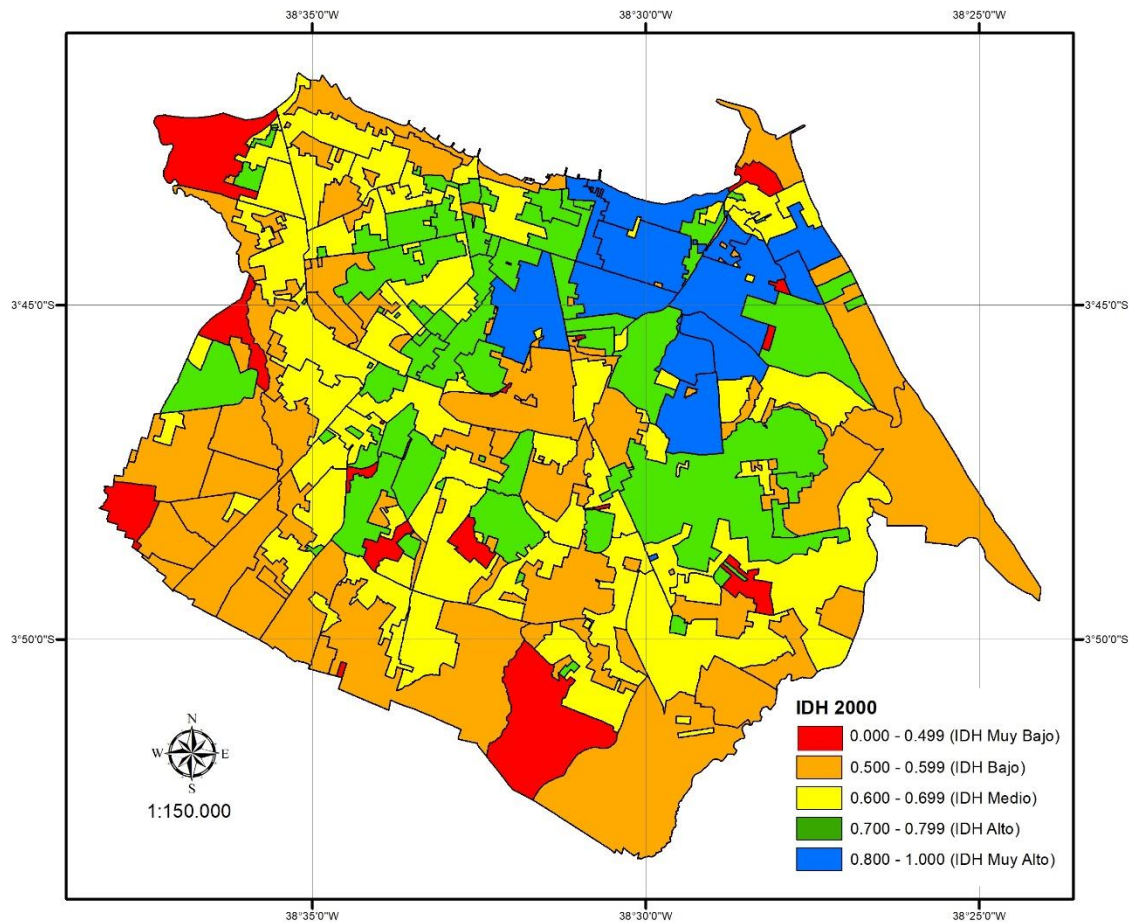 38°35'0"W
38°30'0"W
38°25'0"W
3°45'0"S
3°45'0"S
3°50'0"S
3°50'0"S
N
W
E
S
1:150.000
IDH 2000
0.000 - 0.499 (IDH Muy Bajo)
0.500 - 0.599 (IDH Bajo)
0.600 - 0.699 (IDH Medio)
0.700 - 0.799 (IDH Alto)
0.800 - 1.000 (IDH Muy Alto)
38°35'0"W
38°30'0"W
38°25'0"W